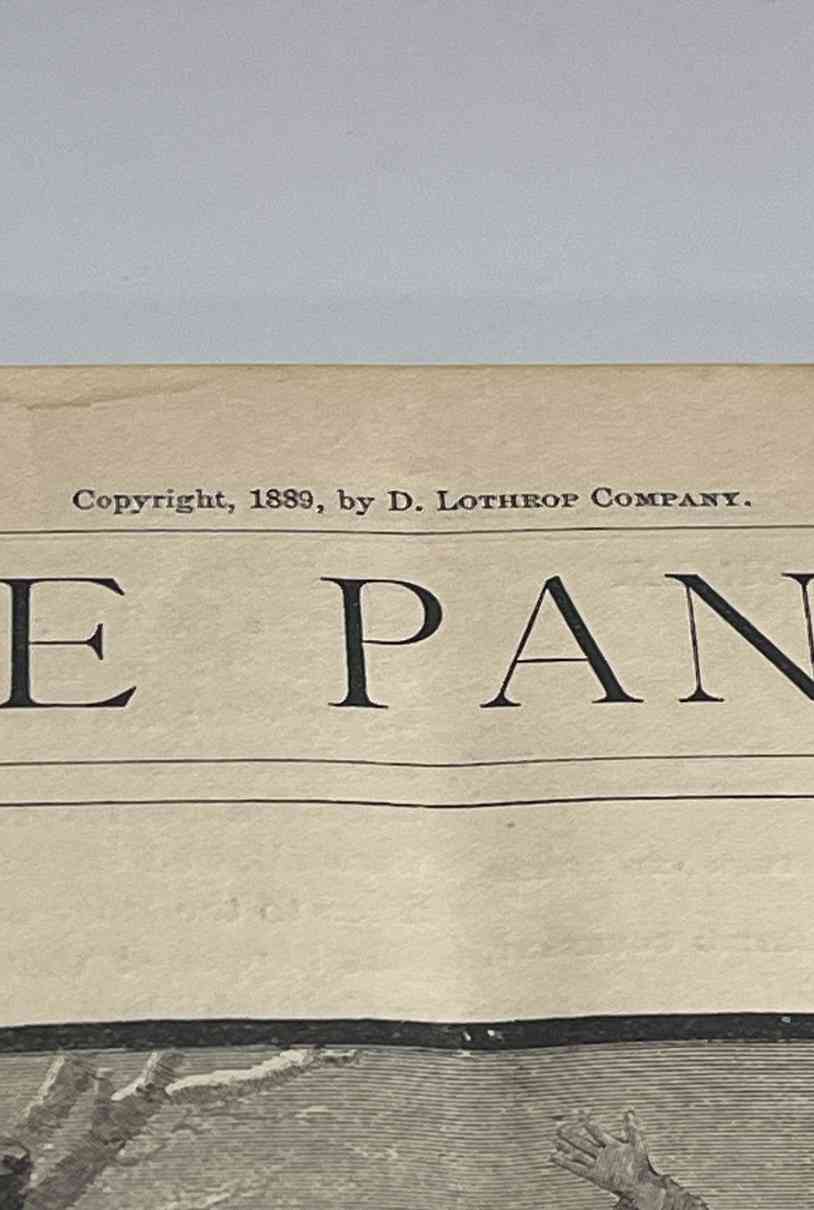 Copyright, 1889, by D. LOTHROP COMPANY.
E PAN